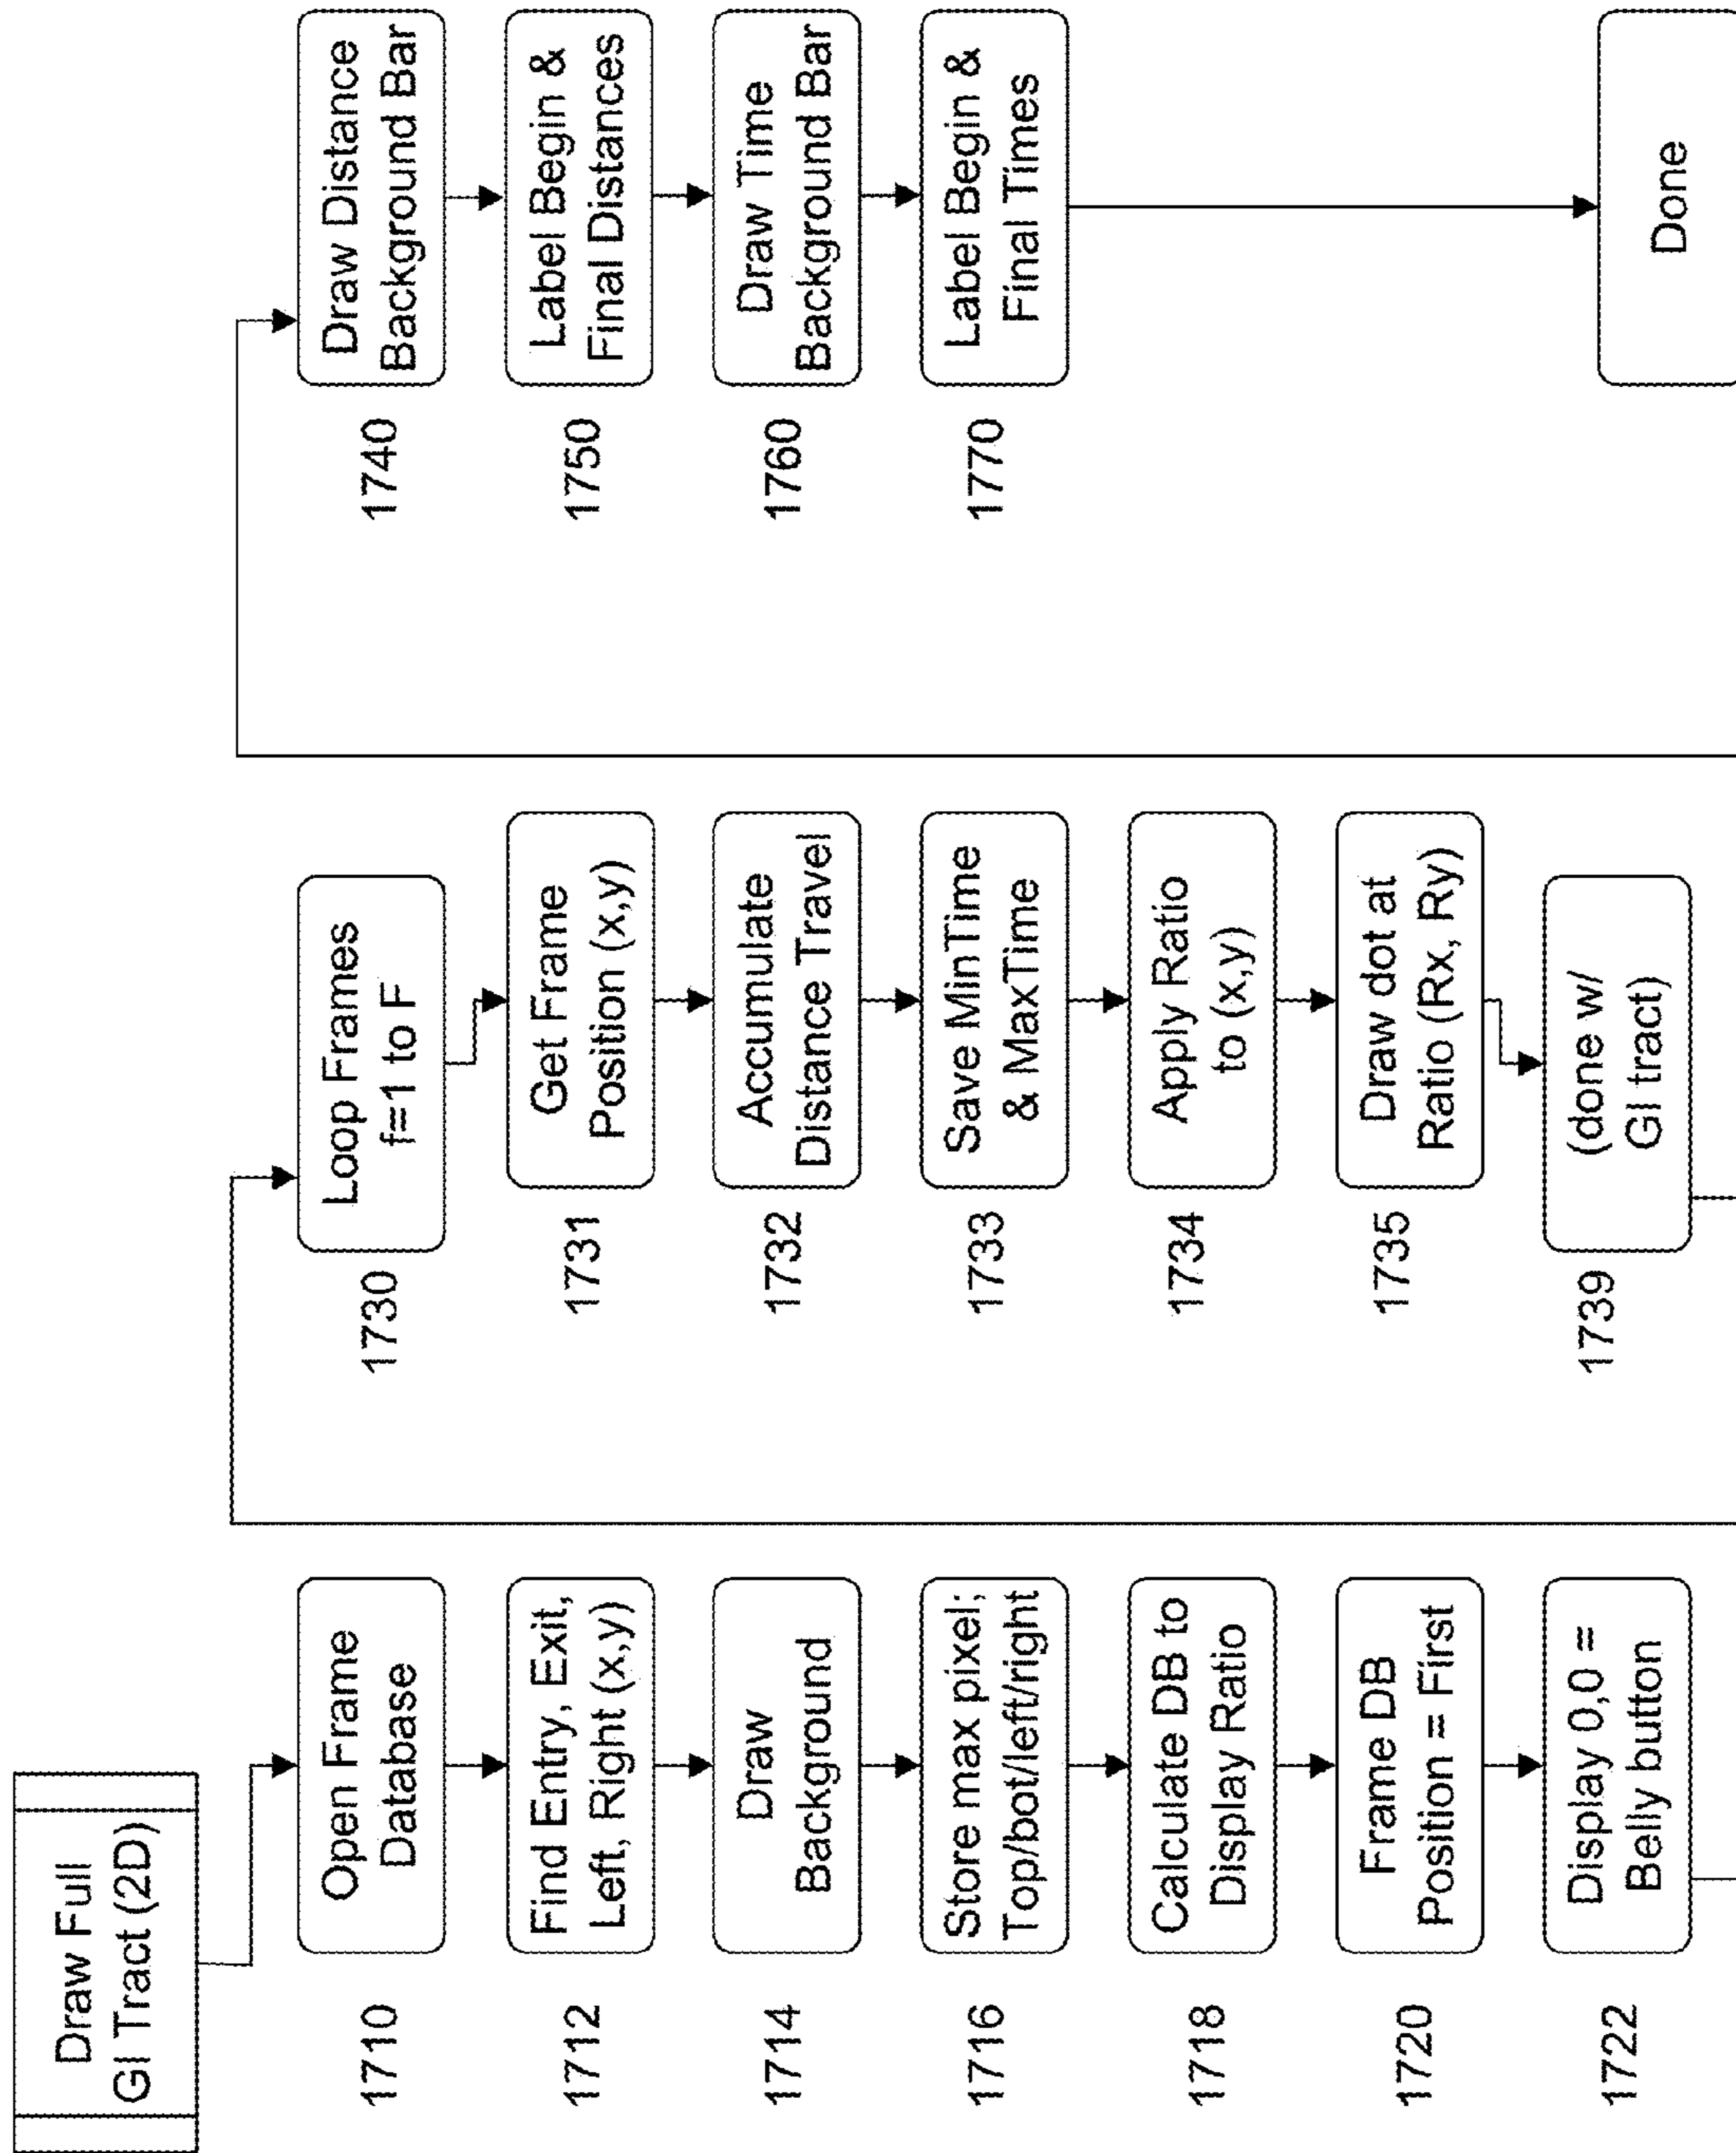 Draw Full
GI Tract (2D)
1710
Open Frame
Database
1712
Find Entry, Exit,
Left, Right (x,y)
1714
Draw
Background
1716
Store max pixel;
Top/bot/left/right
1718
Calculate DB to
Display Ratio
1720
Frame DB
Position = First
1722
Display 0,0 =
Belly button
1730
Loop Frames
f=1 to F
1731
Get Frame
Position (x,y)
1732
Accumulate
Distance Travel
1733
Save MinTime
& MaxTime
1734
Apply Ratio
to (x,y)
1735
Draw dot at
Ratio (Rx, Ry)
1739
(done w/
GI tract)
1740
Draw Distance
Background Bar
1750
Label Begin &
Final Distances
1760
Draw Time
Background Bar
1770
Label Begin &
Final Times
Done